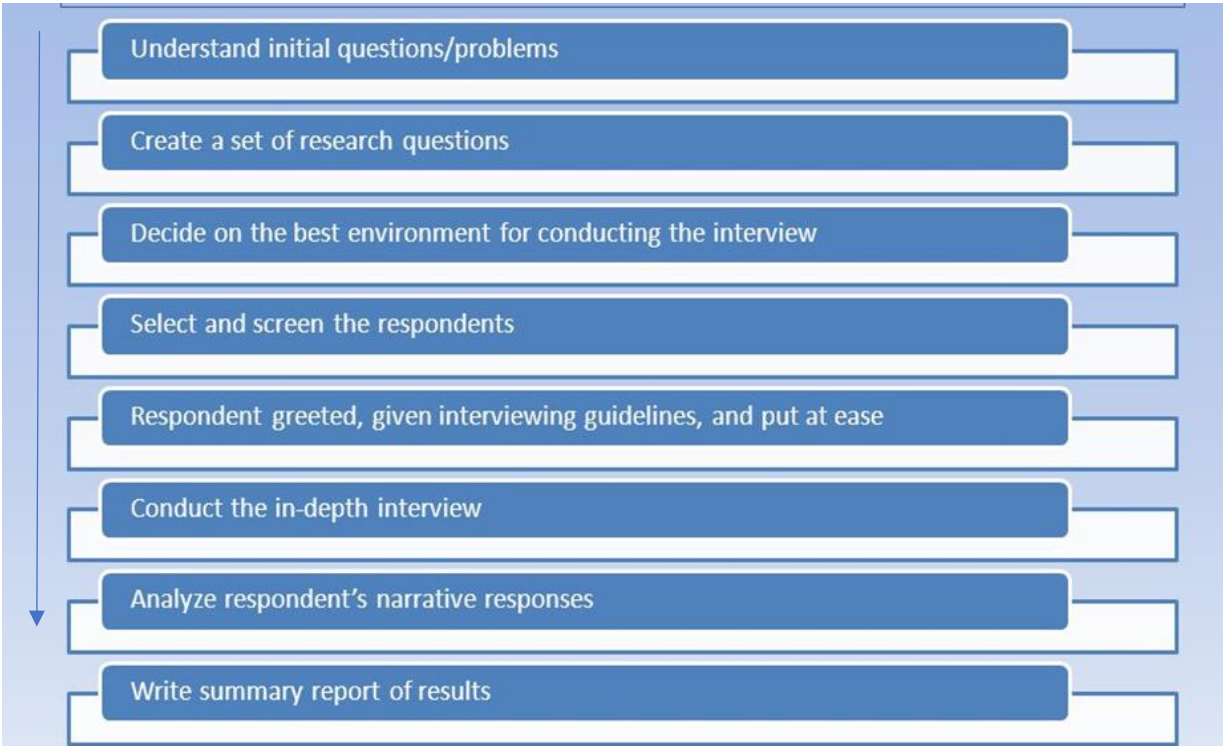 Understand initial questions/problems
Create a set of research questions
Decide on the best environment for conducting the interview
Select and screen the respondents
Respondent greeted, given interviewing guidelines, and put at ease
Conduct the in-depth interview
Analyze respondent’s narrative responses
Write summary report of results